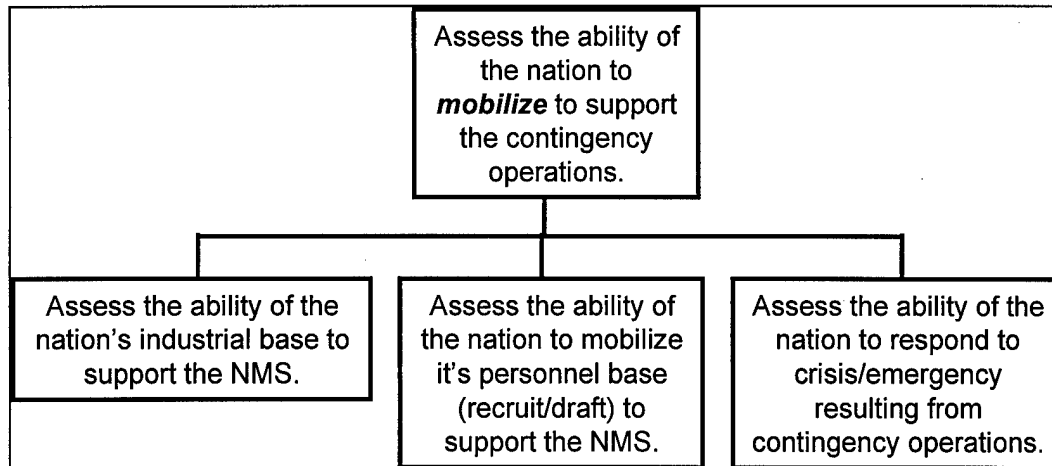 Assess the ability of
the nation to
mobilize to support
the contingency
operations.
Assess the ability of the
nation's industrial base to
support the NMS.
Assess the ability of
the nation to mobilize
it's personnel base
(recruit/draft) to
support the NMS.
Assess the ability of the
nation to respond to
crisis/emergency
resulting from
contingency operations.